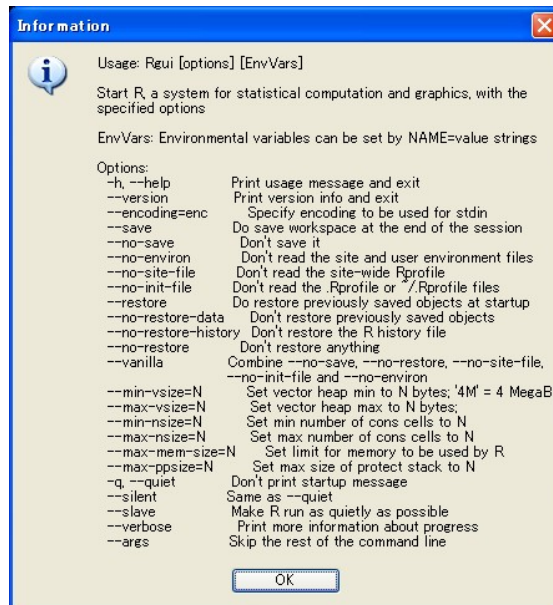 Information
Usage: Rgui [options] [EnvVars]
Start R, a system for statistical computation and graphics, with the
specified options
EnvVars: Environmental variables can be set by NAME=value strings
Options:
-h, --help Print usage message and exit
--version Print version info and exit
--encoding=enc Specify encoding to be used for stdin
--save Do save workspace at the end of the session
--no-save Don't save it
--no-environ Don't read the site and user environment files
--no-site-file Don't read the site-wide Rprofile
--no-init-file Don't read the .Rprofile or ~/.Rprofile files
--restore Do restore previously saved objects at startup
--no-restore-data Don't restore previously saved objects
--no-restore-history Don't restore the R history file
--no-restore Don't restore anything
--vanilla Combine --no-save, --no-restore, --no-site-file,
--no-init-file and --no-environ
--min-vsize=N Set vector heap min to N bytes; '4M' = 4 MegaB
--max-vsize=N Set vector heap max to N bytes;
--min-nsize=N Set min number of cons cells to N
--max-nsize=N Set max number of cons cells to N
--max-mem-size=N Set limit for memory to be used by R
--max-ppsize=N Set max size of protect stack to N
-q, --quiet Don't print startup message
--silent Same as --quiet
--slave Make R run as quietly as possible
--verbose Print more information about progress
--args Skip the rest of the command line
OK